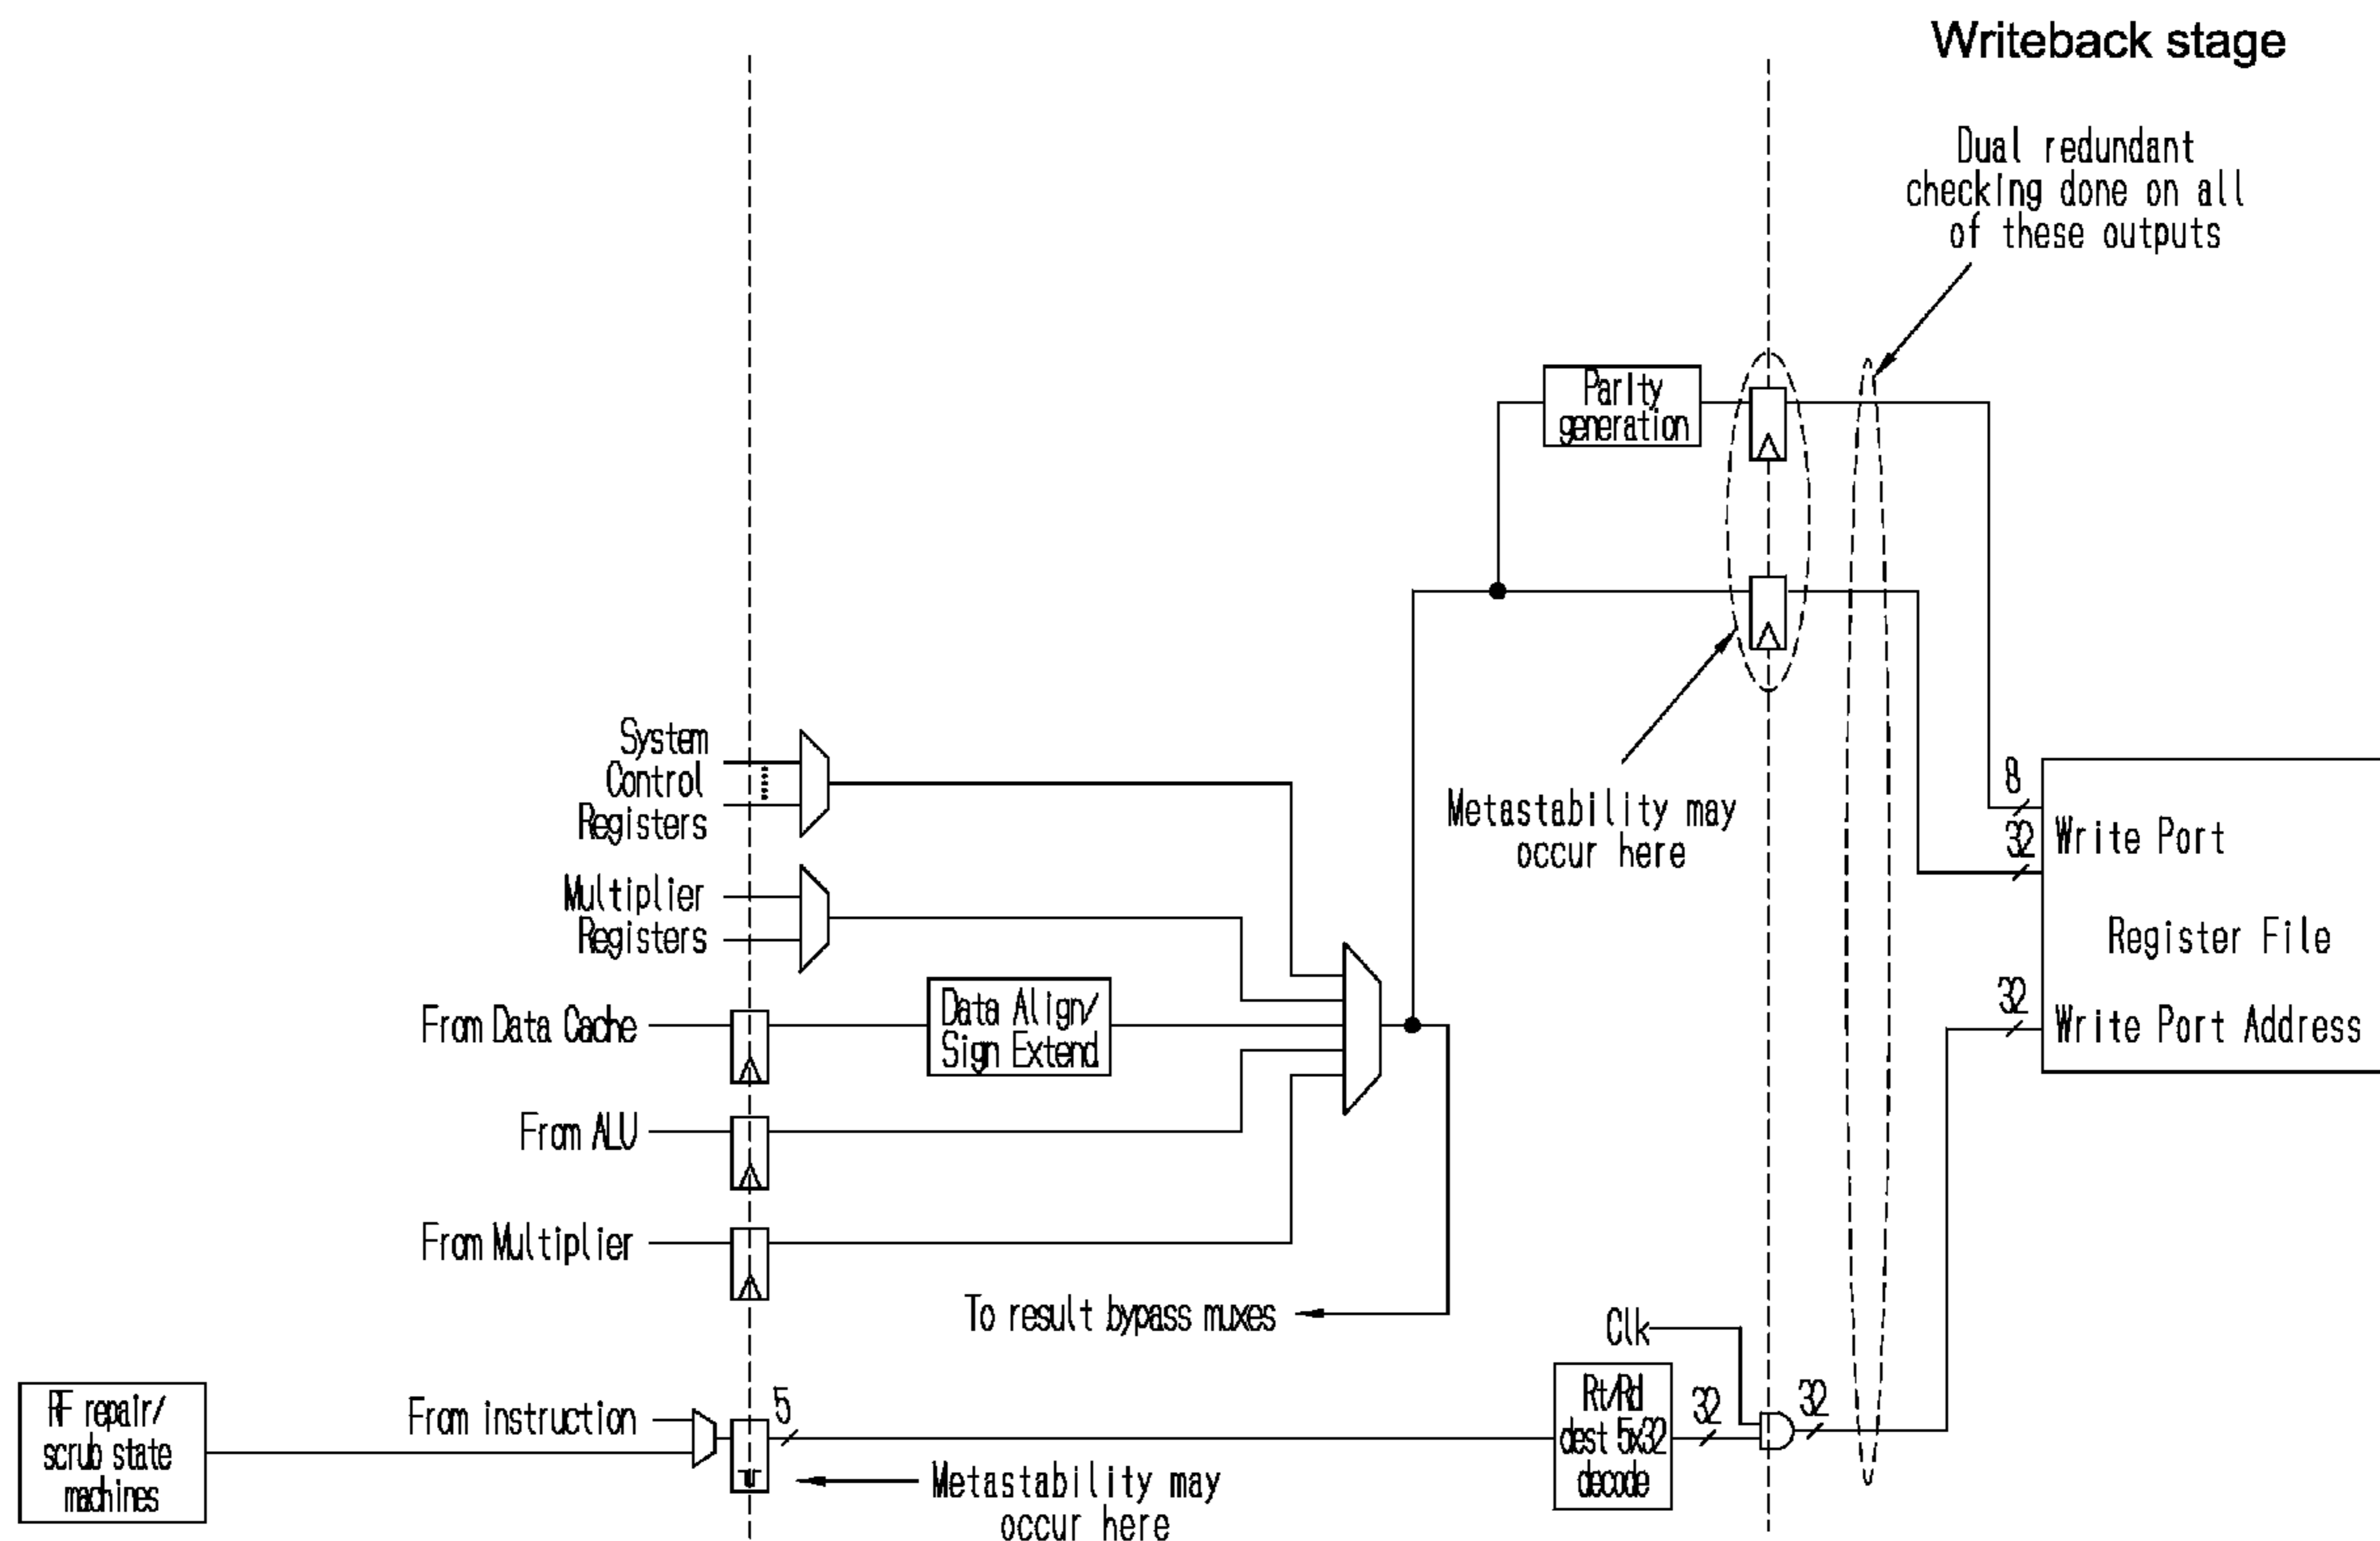 Writeback stage
Dual redundant
checking done on all
of these outputs
Parity
generation
System
Control
Registers
Metastability may
occur here
8
32
Write Port
Multiplier
Registers
Register File
From Data Cache
Data Align/
Sign Extend
32
Write Port Address
From ALU
From Multiplier
To result bypass muxes
Clk
RF repair/
scrub state
machines
From instruction
5
Rt/Rd
dest 5x32
decode
32
32
Metastability may
occur here